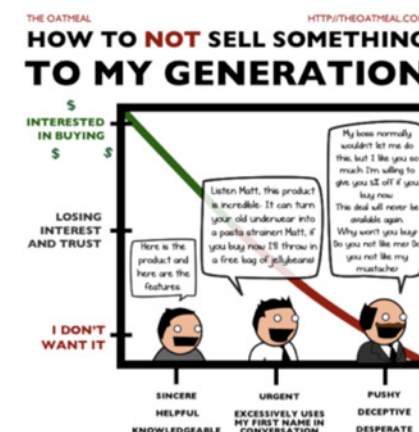 THE OATMEAL
HTTP://THEOATMEAL.CO
HOW TO NOT SELL SOMETHING
TO MY GENERATION
$
INTERESTED
IN BUYING
$ $
LOSING
INTEREST
AND TRUST
I DON'T
WANT IT
Here is the
product and
here are the
features
Listen Matt, this product
is incredible. It can turn
your old underwear into
a pasta strainer! Matt, if
you buy now I'll throw in
a free bag of jellybeans!
My boss normally
wouldn't let me do
this, but I like you so
much I'm willing to
give you 5% off if you
buy now.
This deal will never be
available again.
Why won't you buy?
Do you not like me? Do
you not like my
mustache?
SINCERE
HELPFUL
KNOWLEDGEABLE
URGENT
EXCESSIVELY USES
MY FIRST NAME IN
CONVERSATION
PUSHY
DECEPTIVE
DESPERATE